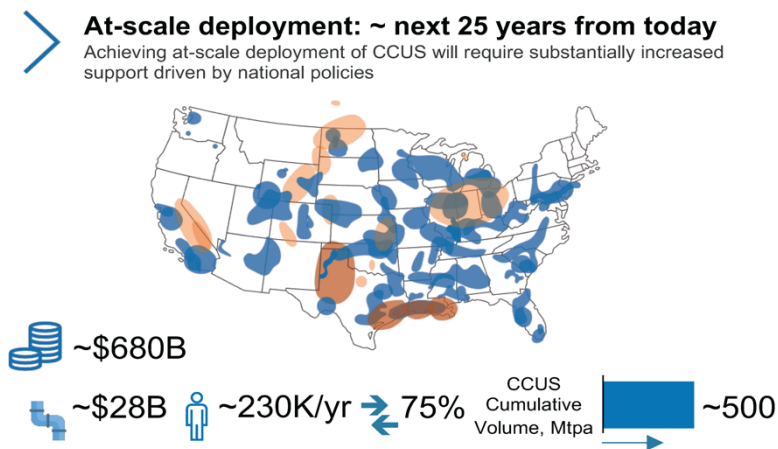 At-scale deployment: ~ next 25 years from today
Achieving at-scale deployment of CCUS will require substantially increased
support driven by national policies
~$680B
~$28B
~230K/yr
75%
CCUS
Cumulative
Volume, Mtpa
~500